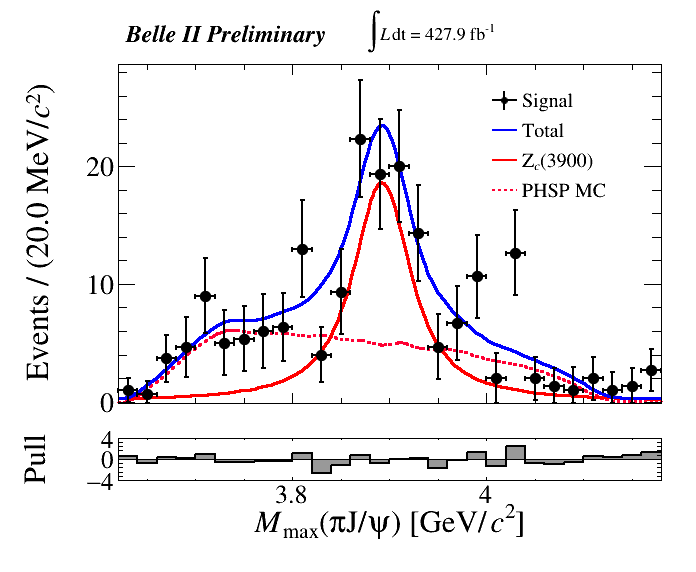 Belle II Preliminary
∫Ldt = 427.9 fb⁻¹
Events / (20.0 MeV/c²)
20
10
0
Signal
Total
Z_c(3900)
PHSP MC
Pull
4
0
−4
3.8
4
M_max(πJ/ψ) [GeV/c²]